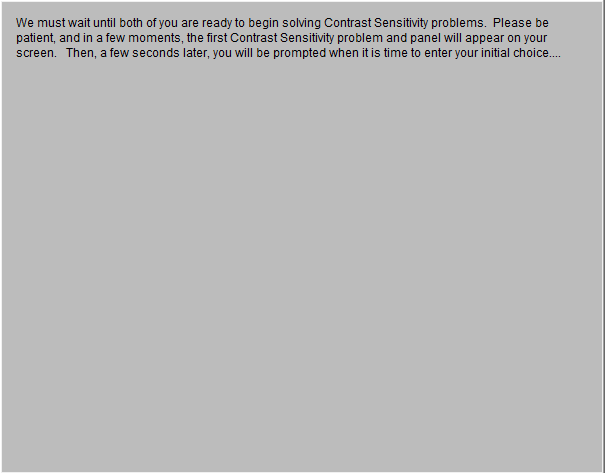 We must wait until both of you are ready to begin solving Contrast Sensitivity problems.  Please be
patient, and in a few moments, the first Contrast Sensitivity problem and panel will appear on your
screen.   Then, a few seconds later, you will be prompted when it is time to enter your initial choice....